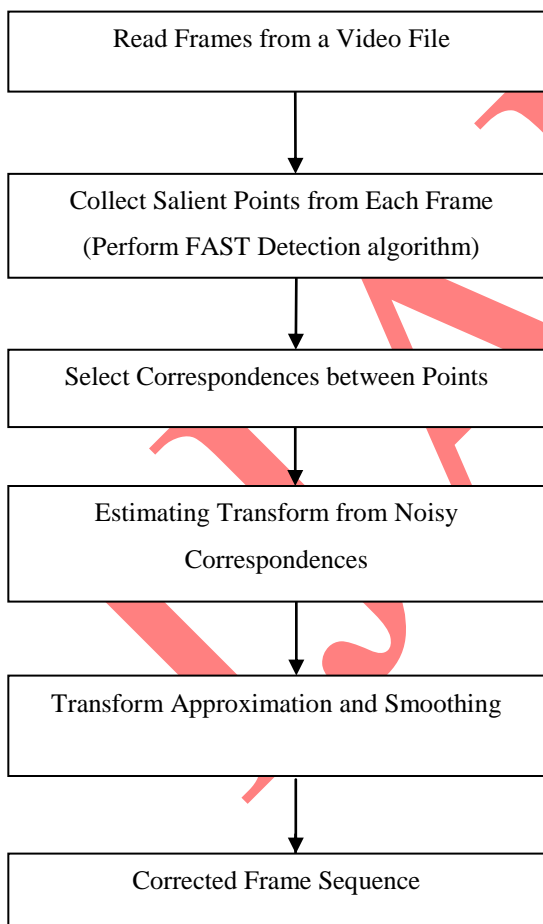 Read Frames from a Video File
Collect Salient Points from Each Frame
(Perform FAST Detection algorithm)
Select Correspondences between Points
Estimating Transform from Noisy
Correspondences
Transform Approximation and Smoothing
Corrected Frame Sequence